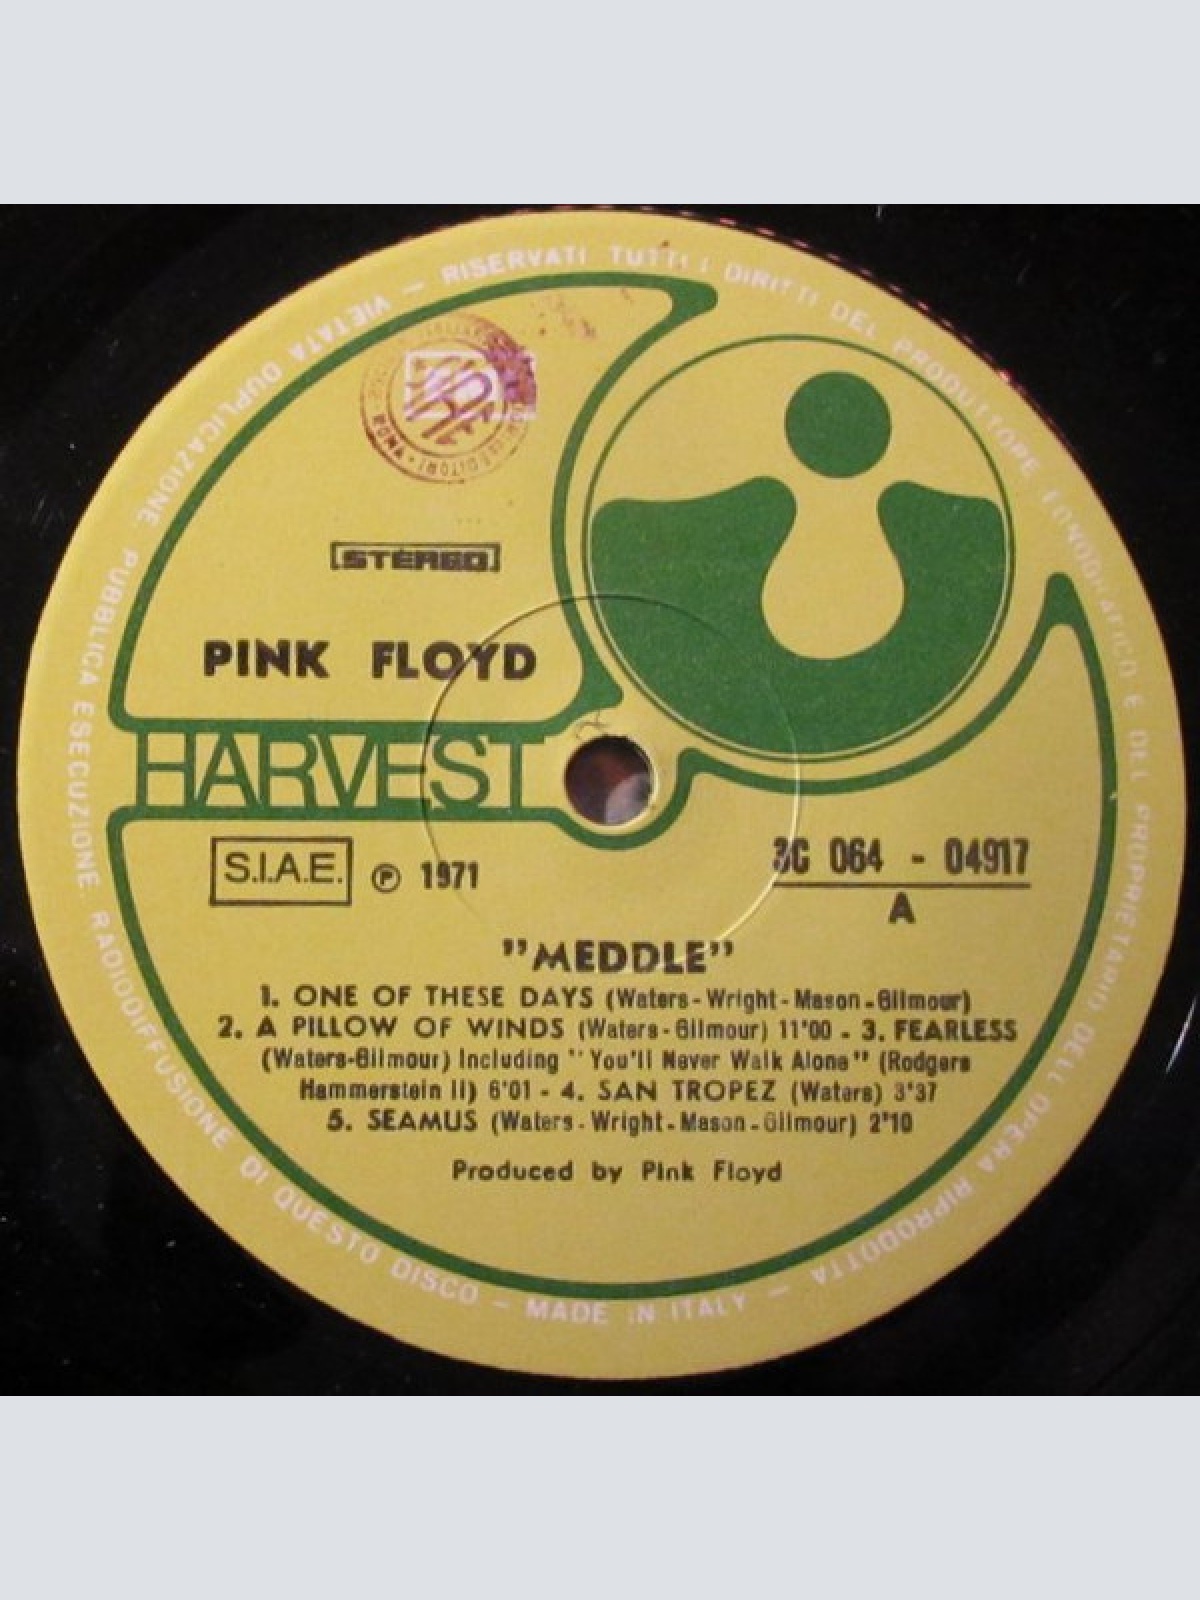 VIETATA DUPLICAZIONE PUBBLICA ESECUZIONE RADIODIFFUSIONE DI QUESTO DISCO – MADE IN ITALY –
RISERVATI TUTTI I DIRITTI DEL PRODUTTORE FONOGRAFICO E DEL PROPRIETARIO DELL OPERA RIPRODOTTA –
ROMA
EDITORI
STEREO
PINK FLOYD
HARVEST
S.I.A.E. ℗ 1971
3C 064 - 04917
A
"MEDDLE"
1. ONE OF THESE DAYS (Waters-Wright-Mason-Gilmour)
2. A PILLOW OF WINDS (Waters-Gilmour) 11'00 - 3. FEARLESS
(Waters-Gilmour) Including "You'll Never Walk Alone" (Rodgers
Hammerstein II) 6'01 - 4. SAN TROPEZ (Waters) 3'37
5. SEAMUS (Waters-Wright-Mason-Gilmour) 2'10
Produced by Pink Floyd